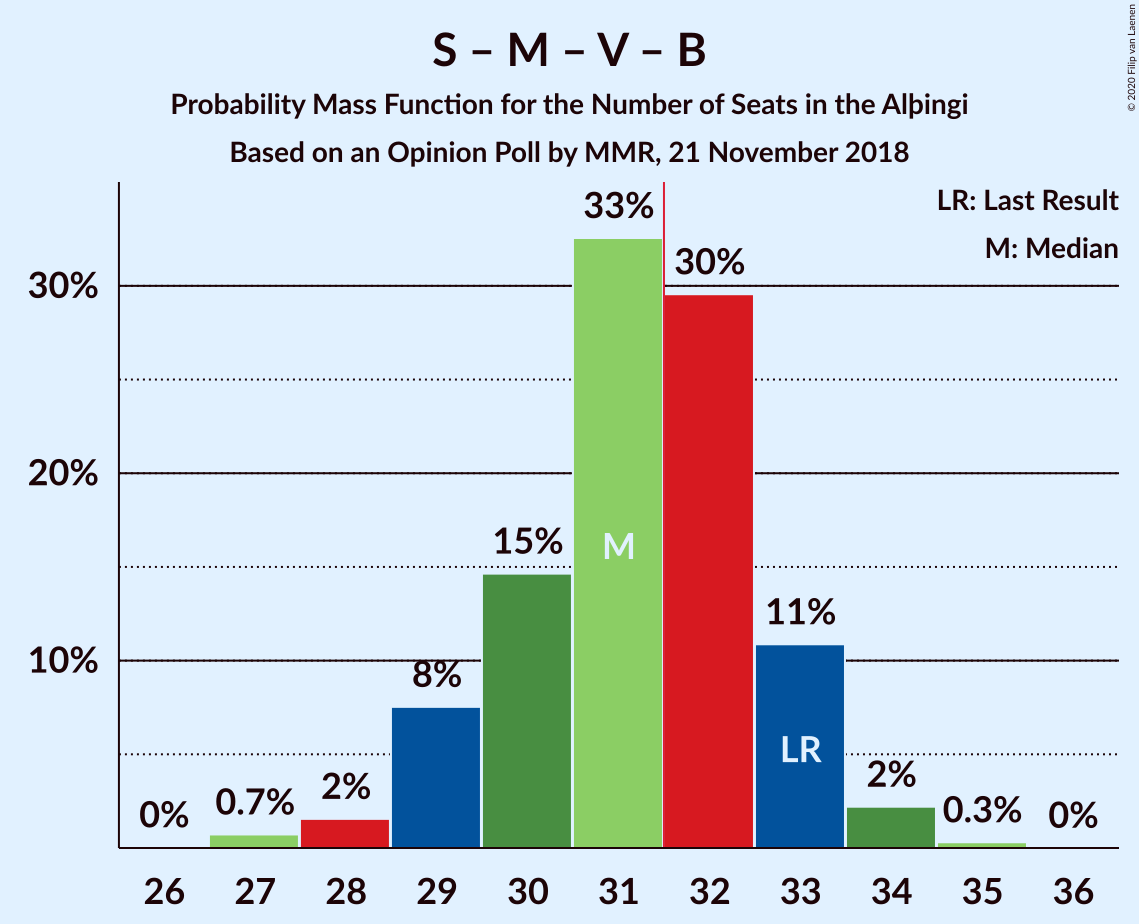 S – M – V – B
Probability Mass Function for the Number of Seats in the Alþingi
Based on an Opinion Poll by MMR, 21 November 2018
© 2020 Filip van Laenen
LR: Last Result
M: Median
30%
20%
10%
0%
0.7%
2%
8%
15%
33%
30%
11%
2%
0.3%
0%
M
LR
26 27 28 29 30 31 32 33 34 35 36